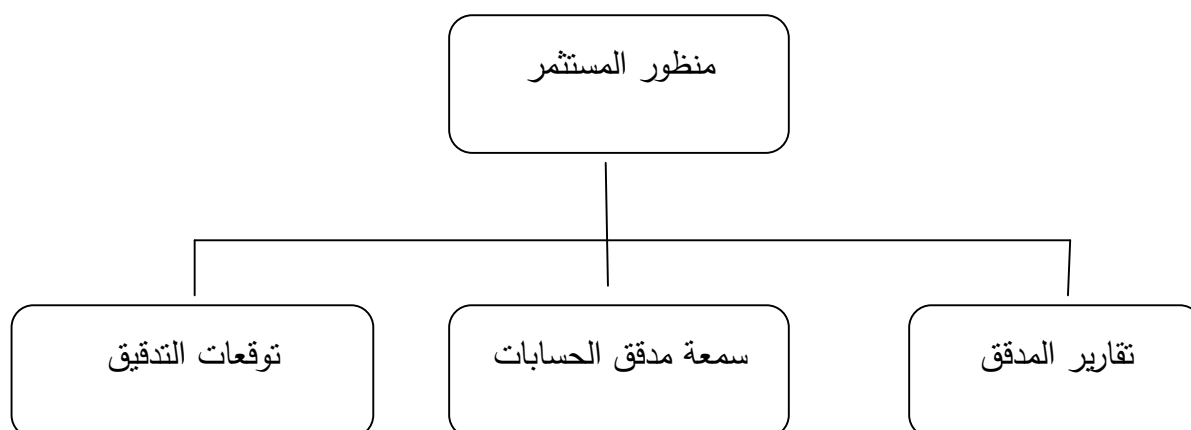 منظور المستثمر
تقارير المدقق
سمعة مدقق الحسابات
توقعات التدقيق